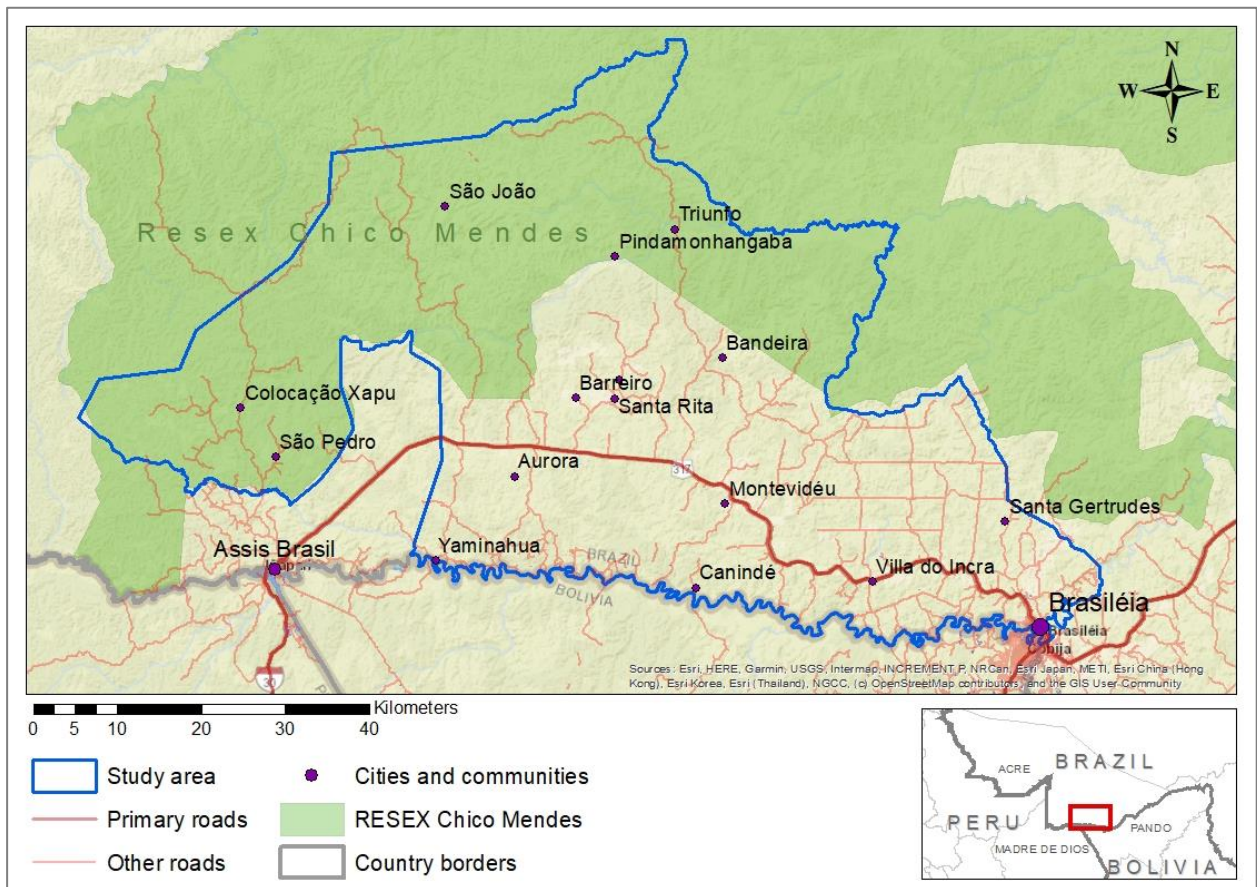 N
W E
S
São João
Triunfo
Resex Chico Mendes
Pindamonhangaba
Bandeira
Colocação Xapu
Barreiro
Santa Rita
São Pedro
Aurora
317
Montevidéu
Santa Gertrudes
Assis Brasil
Yaminahua
BRAZIL
BOLIVIA
Canindé
Villa do Incra
Brasiléia
Brasiléia
Cobija
30
P
Sources: Esri, HERE, Garmin, USGS, Intermap, INCREMENT P, NRCan, Esri Japan, METI, Esri China (Hong
Kong), Esri Korea, Esri (Thailand), NGCC, (c) OpenStreetMap contributors, and the GIS User Community
Kilometers
0 5 10 20 30 40
Study area
Cities and communities
Primary roads
RESEX Chico Mendes
Other roads
Country borders
BRAZIL
ACRE
PERU
PANDO
MADRE DE DIOS
BOLIVIA